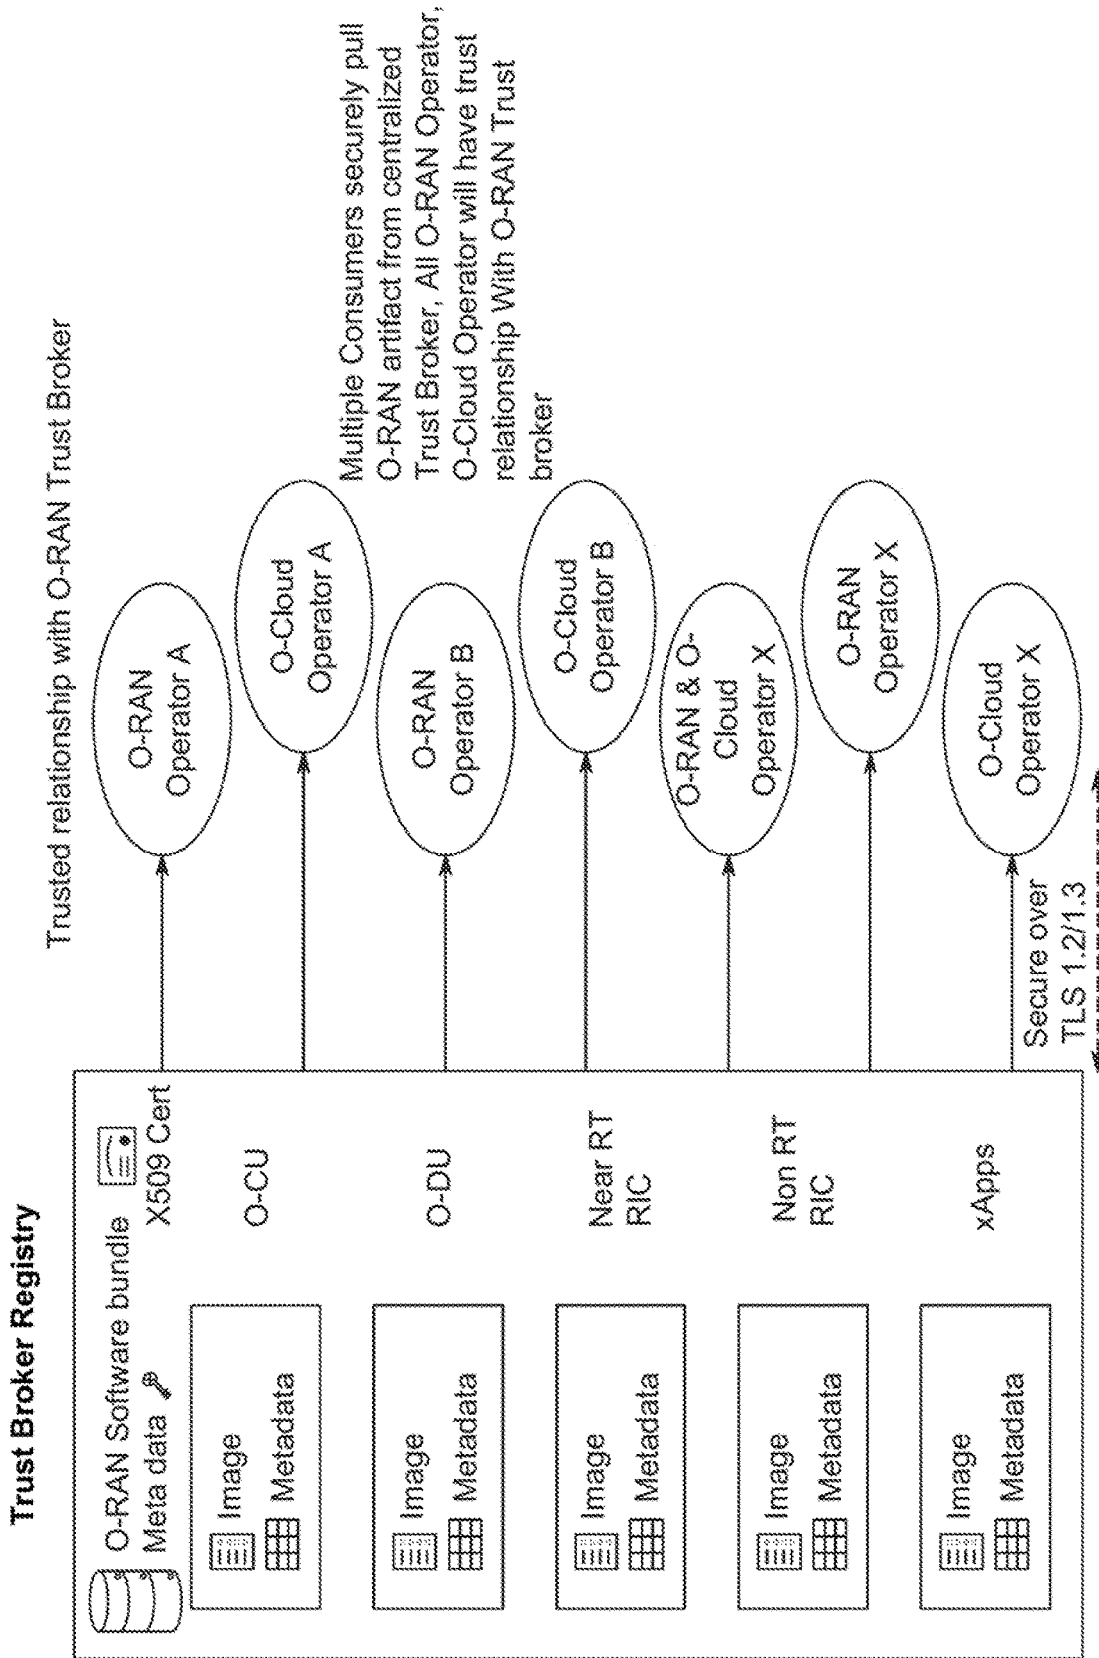 Trust Broker Registry
O-RAN Software bundle
Meta data
X509 Cert
Image
Metadata
O-CU
Image
Metadata
O-DU
Image
Metadata
Near RT
RIC
Image
Metadata
Non RT
RIC
Image
Metadata
xApps
Secure over
TLS 1.2/1.3
Trusted relationship with O-RAN Trust Broker
O-RAN
Operator A
O-Cloud
Operator A
O-RAN
Operator B
O-Cloud
Operator B
O-RAN & O-
Cloud
Operator X
O-RAN
Operator X
O-Cloud
Operator X
Multiple Consumers securely pull
O-RAN artifact from centralized
Trust Broker, All O-RAN Operator,
O-Cloud Operator will have trust
relationship With O-RAN Trust
broker